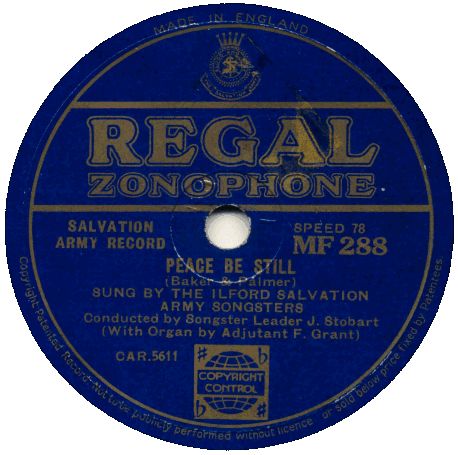 MADE IN ENGLAND
REGAL
ZONOPHONE
SALVATION
ARMY RECORD
SPEED 78
MF 288
PEACE BE STILL
(Baker & Palmer)
SUNG BY THE ILFORD SALVATION
ARMY SONGSTERS
Conducted by Songster Leader J. Stobart
(With Organ by Adjutant F. Grant)
CAR.5611
COPYRIGHT
CONTROL
Copyright-Patented Record. Not to be publicly performed without licence or sold below price fixed by Patentees.